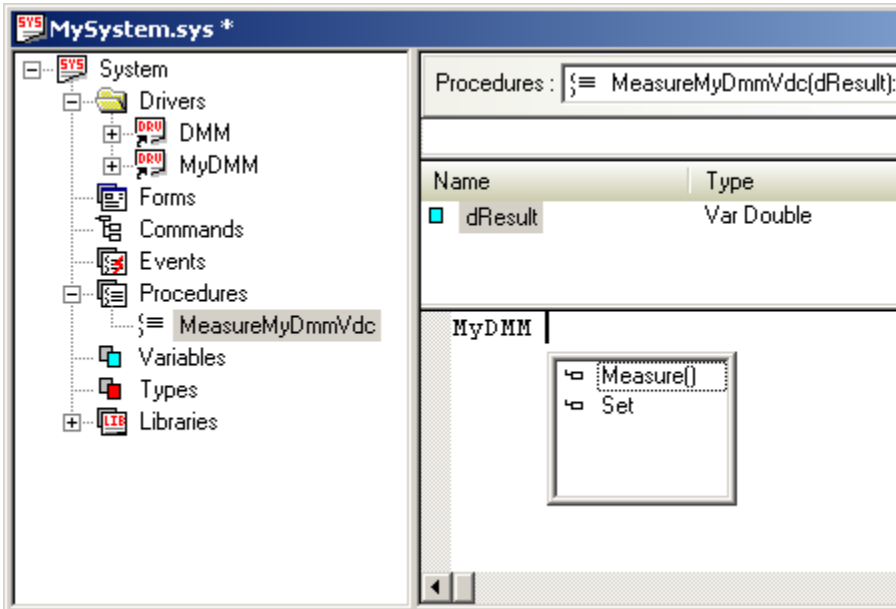 MySystem.sys *
System
Drivers
DMM
MyDMM
Forms
Commands
Events
Procedures
MeasureMyDmmVdc
Variables
Types
Libraries
Procedures : MeasureMyDmmVdc(dResult):
Name Type
dResult Var Double
MyDMM
Measure()
Set